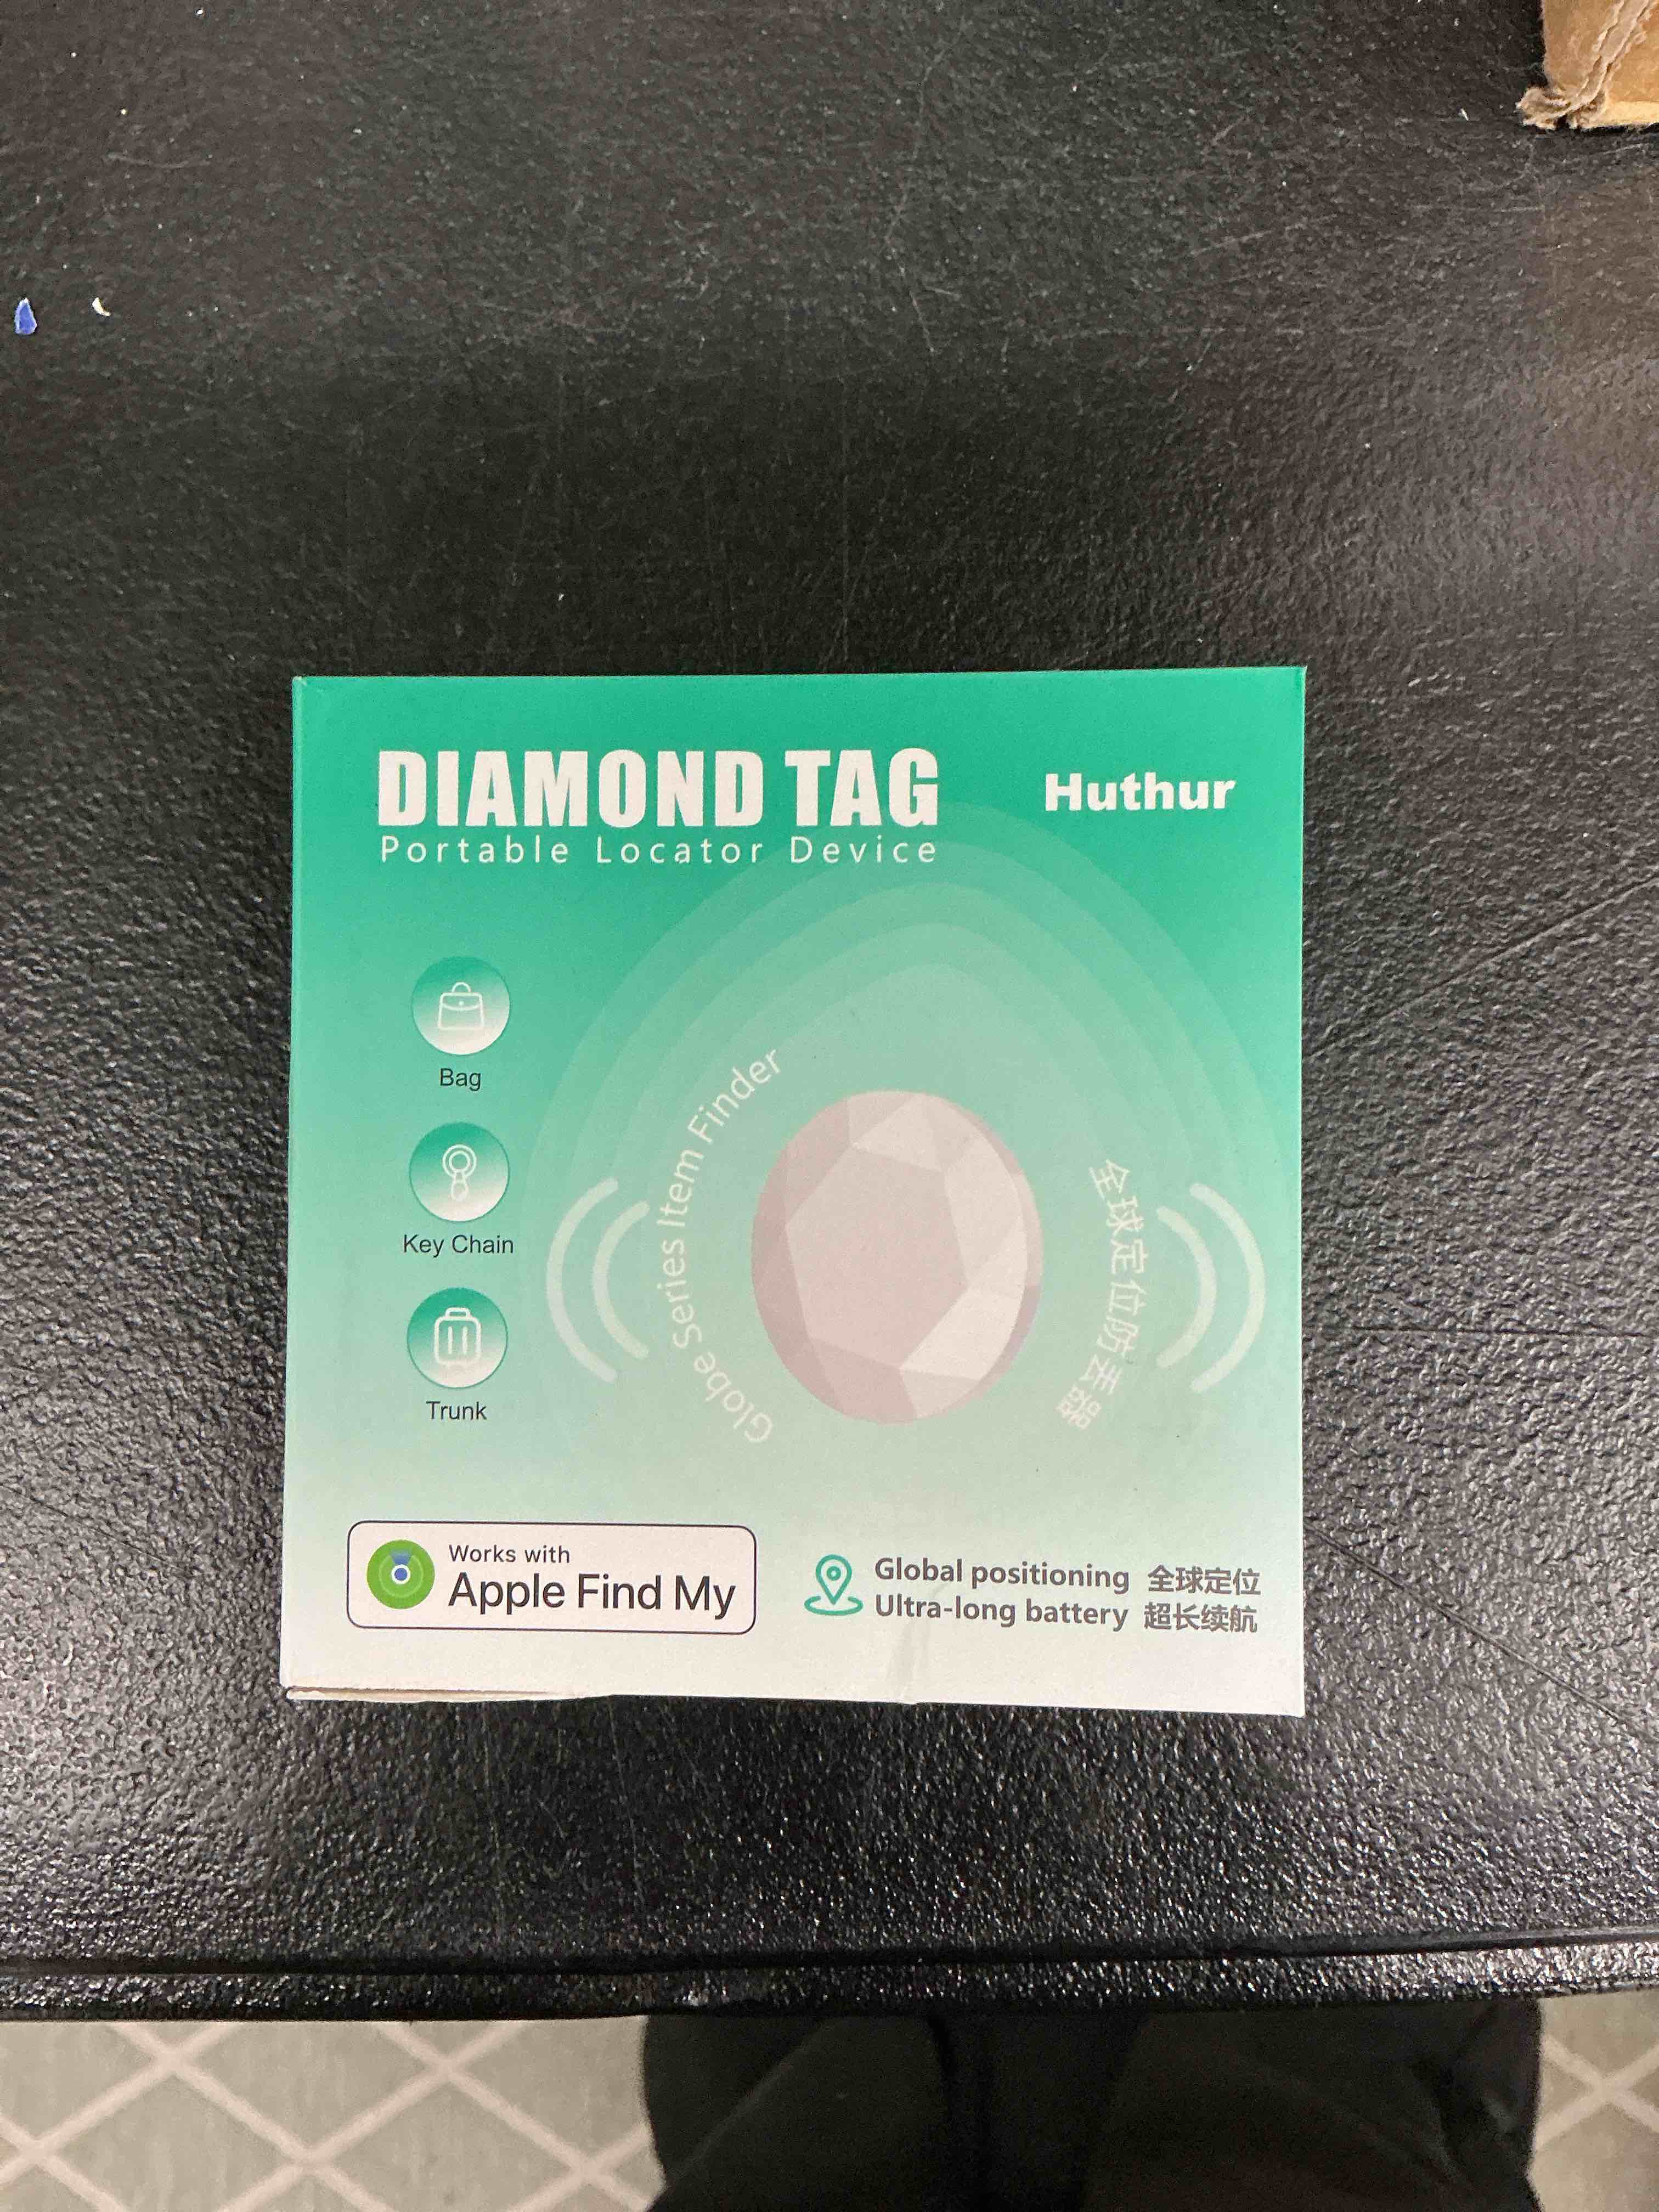 DIAMOND TAG
Huthur
Portable Locator Device
Bag
Key Chain
Trunk
Globe Series Item Finder
全球定位防丢器
Works with
Apple Find My
Global positioning 全球定位
Ultra-long battery 超长续航